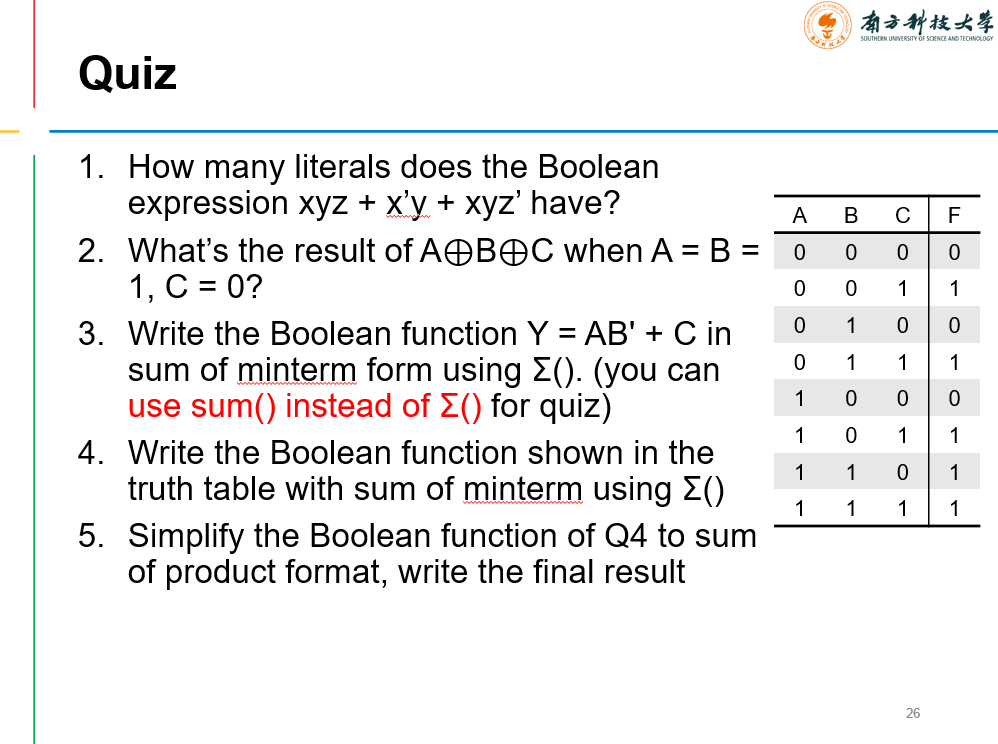 南方科技大学
SOUTHERN UNIVERSITY OF SCIENCE AND TECHNOLOGY
Quiz
1. How many literals does the Boolean
expression xyz + x’y + xyz’ have?
2. What’s the result of A⊕B⊕C when A = B =
1, C = 0?
3. Write the Boolean function Y = AB' + C in
sum of minterm form using Σ(). (you can
use sum() instead of Σ() for quiz)
4. Write the Boolean function shown in the
truth table with sum of minterm using Σ()
5. Simplify the Boolean function of Q4 to sum
of product format, write the final result
A B C F
0 0 0 0
0 0 1 1
0 1 0 0
0 1 1 1
1 0 0 0
1 0 1 1
1 1 0 1
1 1 1 1
26